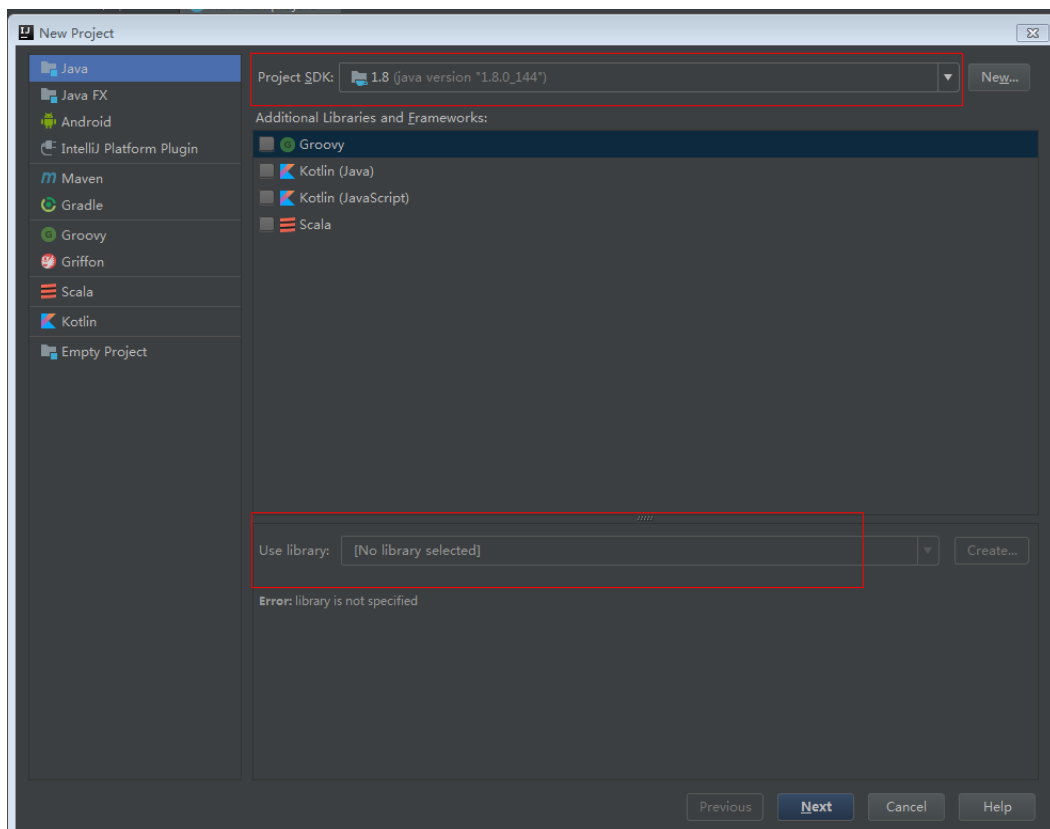 New Project
Java
Java FX
Android
IntelliJ Platform Plugin
Maven
Gradle
Groovy
Griffon
Scala
Kotlin
Empty Project
Project SDK: 1.8 (java version "1.8.0_144") New...
Additional Libraries and Frameworks:
Groovy
Kotlin (Java)
Kotlin (JavaScript)
Scala
Use library: [No library selected] Create...
Error: library is not specified
Previous Next Cancel Help